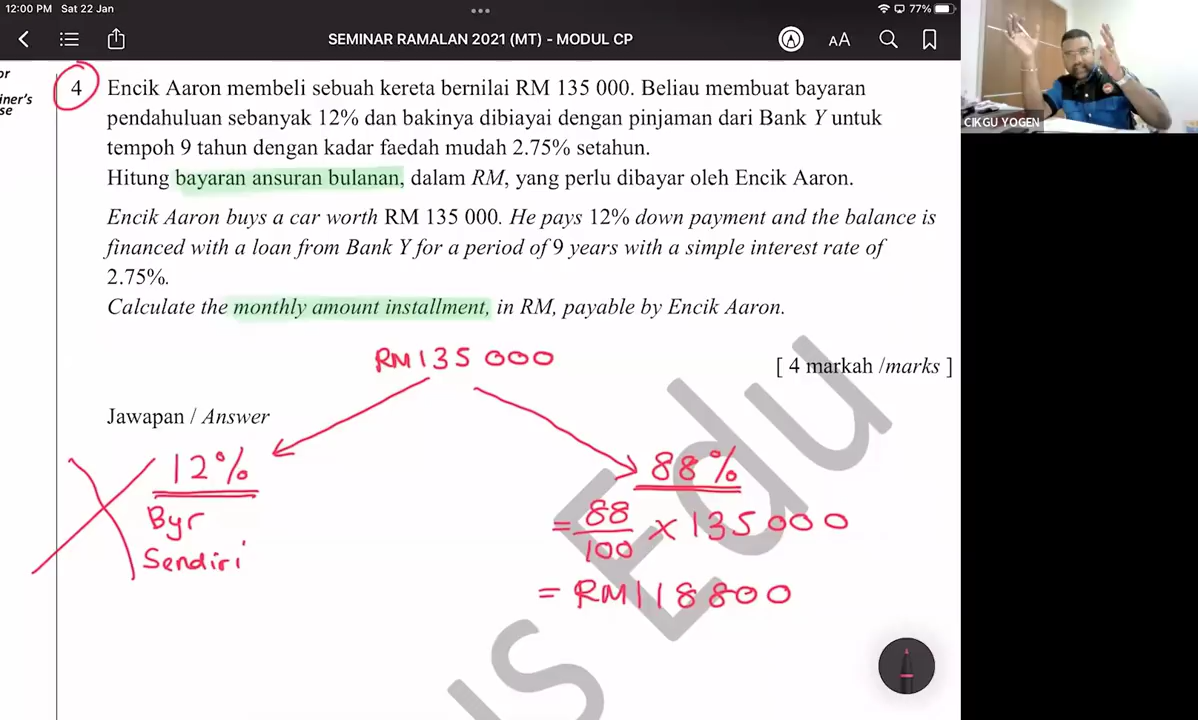 12:00 PM Sat 22 Jan
77%
SEMINAR RAMALAN 2021 (MT) - MODUL CP
AA
or
iner's
se
CIKGU YOGEN
4 Encik Aaron membeli sebuah kereta bernilai RM 135 000. Beliau membuat bayaran
pendahuluan sebanyak 12% dan bakinya dibiayai dengan pinjaman dari Bank Y untuk
tempoh 9 tahun dengan kadar faedah mudah 2.75% setahun.
Hitung bayaran ansuran bulanan, dalam RM, yang perlu dibayar oleh Encik Aaron.
Encik Aaron buys a car worth RM 135 000. He pays 12% down payment and the balance is
financed with a loan from Bank Y for a period of 9 years with a simple interest rate of
2.75%.
Calculate the monthly amount installment, in RM, payable by Encik Aaron.
RM135 000
[ 4 markah /marks ]
Jawapan / Answer
12%
Byr
Sendiri
88%
= 88/100 × 135000
= RM118800
s Edu